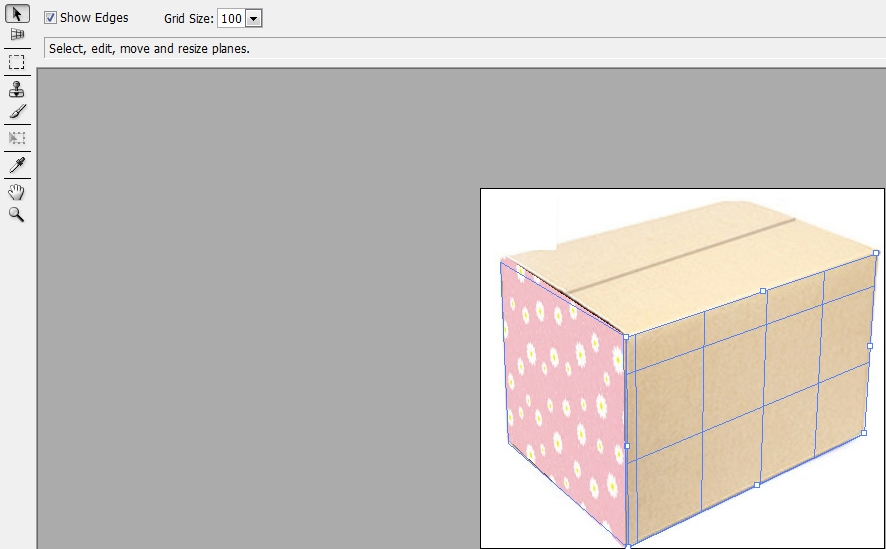 Show Edges Grid Size: 100
Select, edit, move and resize planes.